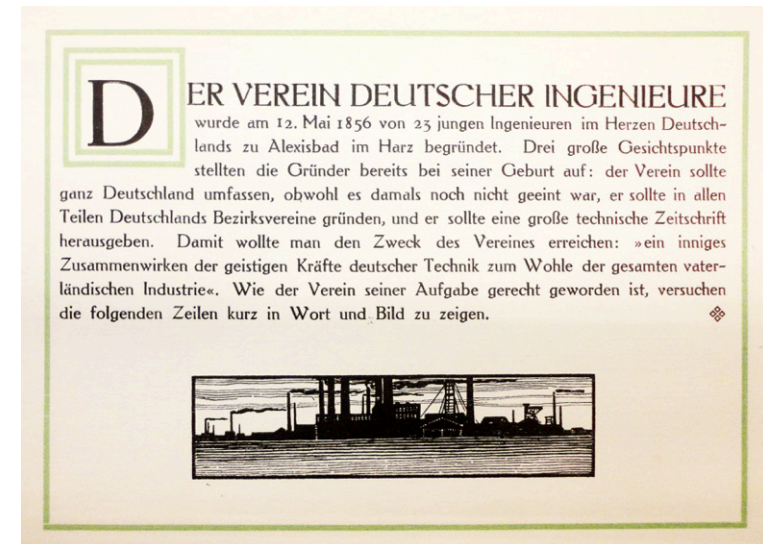 DER VEREIN DEUTSCHER INGENIEURE
wurde am 12. Mai 1856 von 23 jungen Ingenieuren im Herzen Deutsch-
lands zu Alexisbad im Harz begründet. Drei große Gesichtspunkte
stellten die Gründer bereits bei seiner Geburt auf: der Verein sollte
ganz Deutschland umfassen, obwohl es damals noch nicht geeint war, er sollte in allen
Teilen Deutschlands Bezirksvereine gründen, und er sollte eine große technische Zeitschrift
herausgeben. Damit wollte man den Zweck des Vereines erreichen: »ein inniges
Zusammenwirken der geistigen Kräfte deutscher Technik zum Wohle der gesamten vater-
ländischen Industrie«. Wie der Verein seiner Aufgabe gerecht geworden ist, versuchen
die folgenden Zeilen kurz in Wort und Bild zu zeigen.